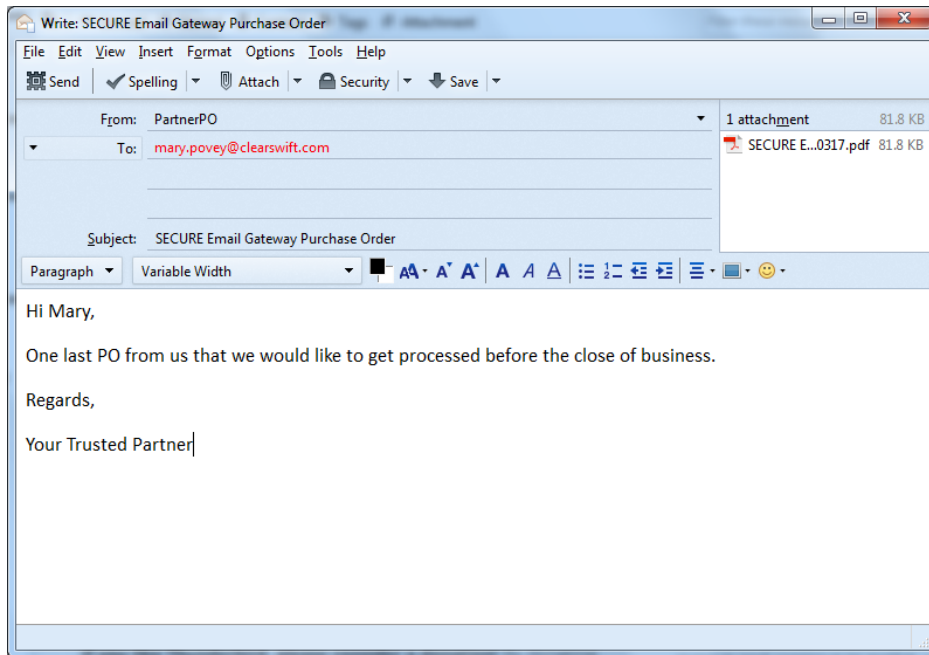 Write: SECURE Email Gateway Purchase Order
File Edit View Insert Format Options Tools Help
Send Spelling Attach Security Save
From: PartnerPO 1 attachment 81.8 KB
To: mary.povey@clearswift.com SECURE E...0317.pdf 81.8 KB
Subject: SECURE Email Gateway Purchase Order
Paragraph Variable Width
Hi Mary,
One last PO from us that we would like to get processed before the close of business.
Regards,
Your Trusted Partner